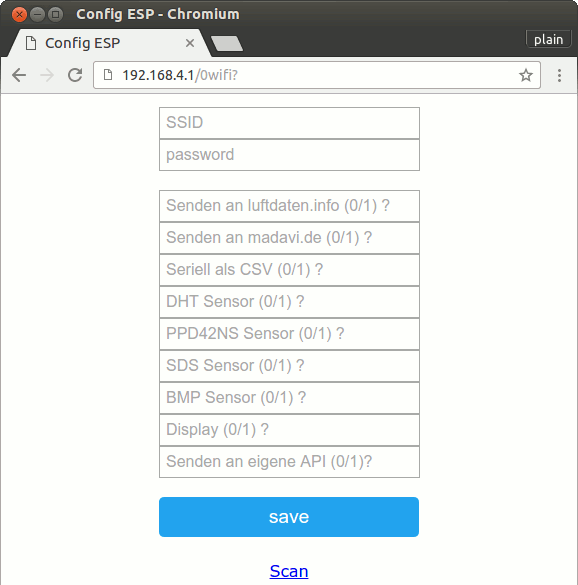 Config ESP - Chromium
Config ESP
plain
192.168.4.1/0wifi?
SSID
password
Senden an luftdaten.info (0/1) ?
Senden an madavi.de (0/1) ?
Seriell als CSV (0/1) ?
DHT Sensor (0/1) ?
PPD42NS Sensor (0/1) ?
SDS Sensor (0/1) ?
BMP Sensor (0/1) ?
Display (0/1) ?
Senden an eigene API (0/1)?
save
Scan